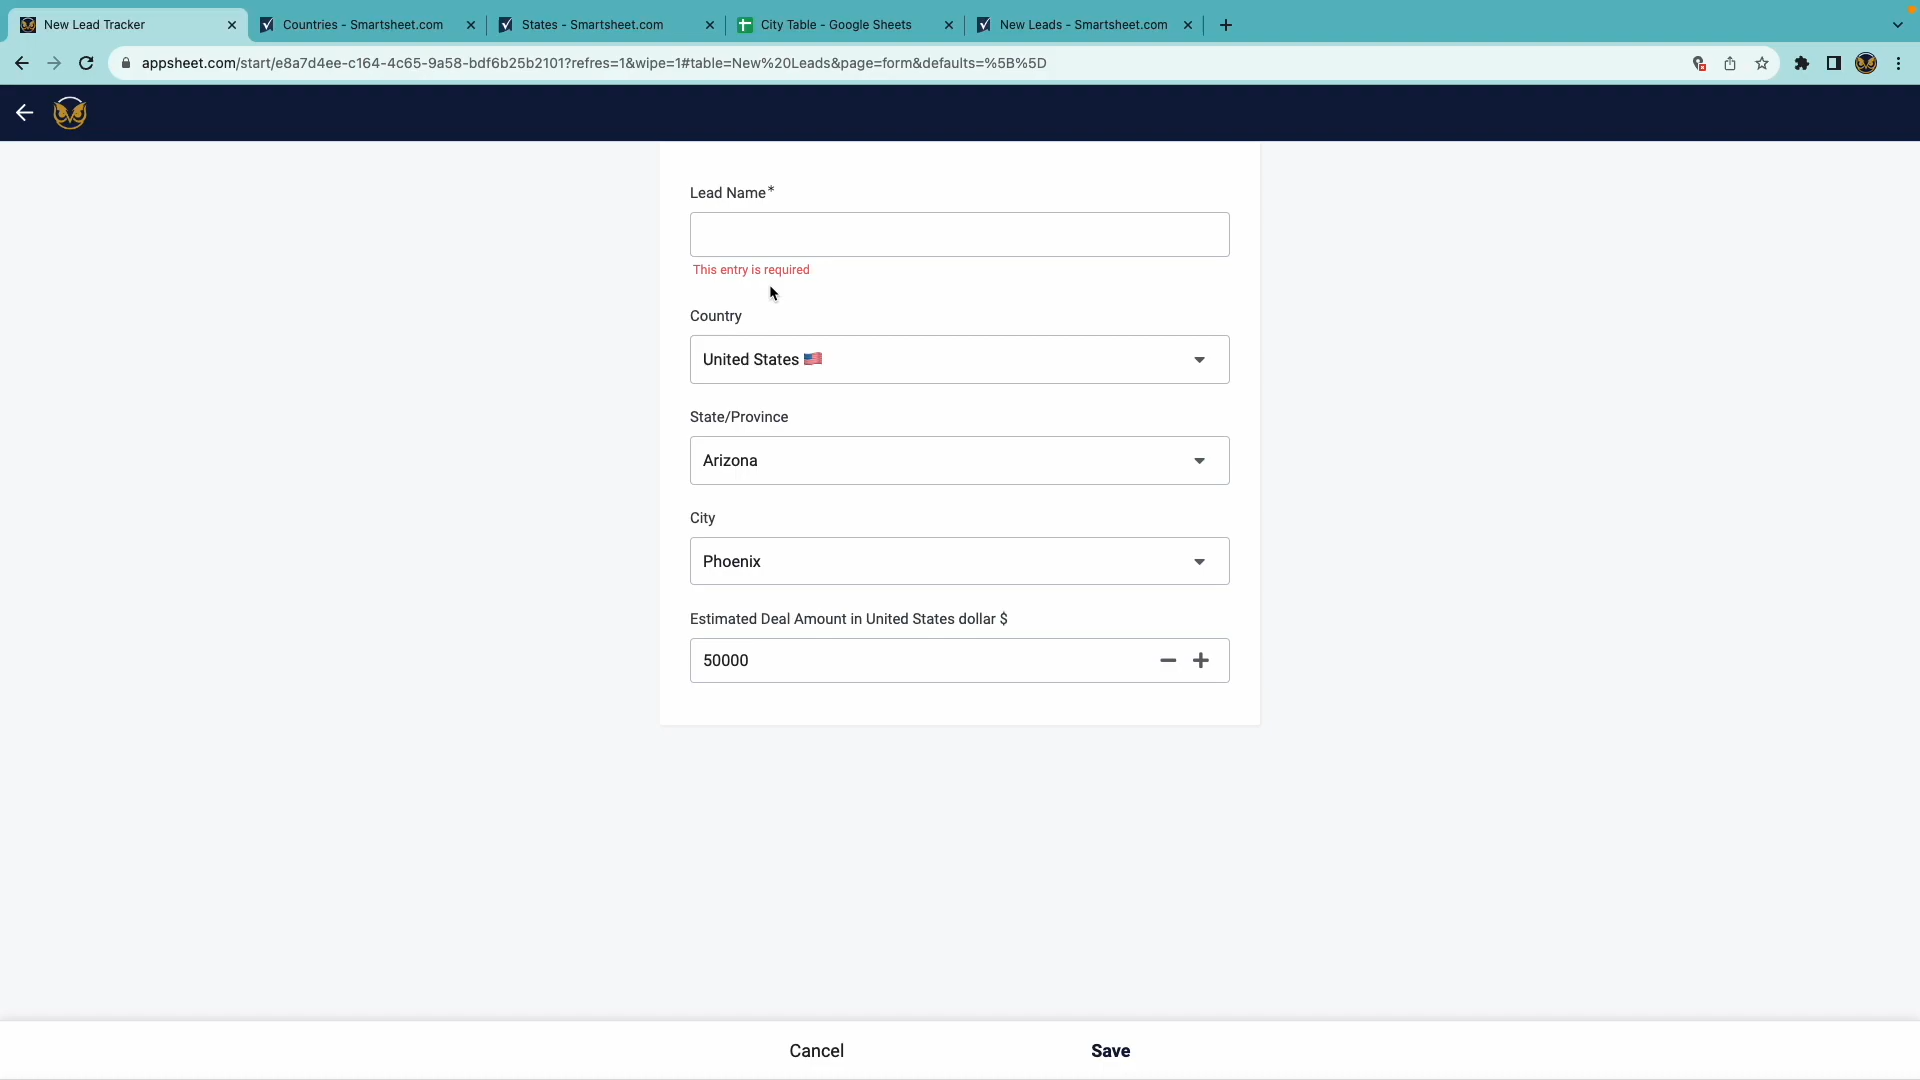 New Lead Tracker
Countries - Smartsheet.com
States - Smartsheet.com
City Table - Google Sheets
New Leads - Smartsheet.com
appsheet.com/start/e8a7d4ee-c164-4c65-9a58-bdf6b25b2101?refres=1&wipe=1#table=New%20Leads&page=form&defaults=%5B%5D
Lead Name*
This entry is required
Country
United States 🇺🇸
State/Province
Arizona
City
Phoenix
Estimated Deal Amount in United States dollar $
50000
Cancel
Save